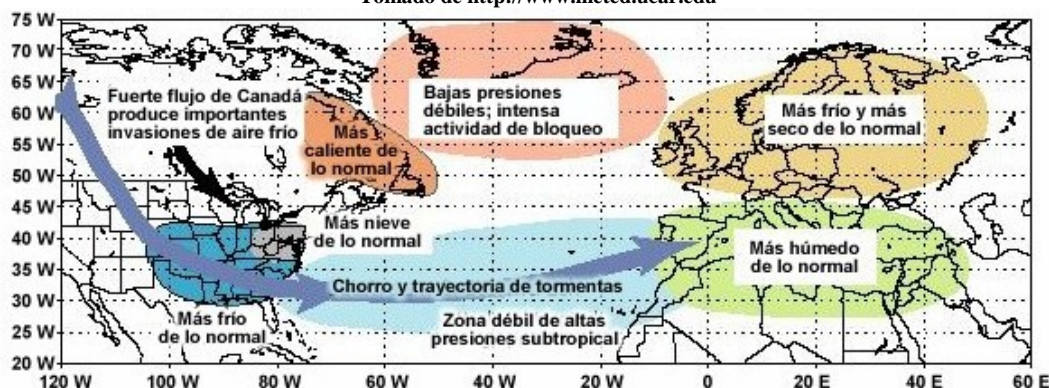 Tomado de http://www.meted.ucar.edu
75 W
70 W
65 W
60 W
55 W
50 W
45 W
40 W
35 W
30 W
25 W
20 W
Fuerte flujo de Canadá
produce importantes
invasiones de aire frío
Más
caliente de
lo normal
Bajas presiones
débiles; intensa
actividad de bloqueo
Más frío y más
seco de lo normal
Más nieve
de lo normal
Más húmedo
de lo normal
Chorro y trayectoria de tormentas
Más frío
de lo normal
Zona débil de altas
presiones subtropical
120 W 100 W 80 W 60 W 40 W 20 W 0 20 E 40 E 60 E